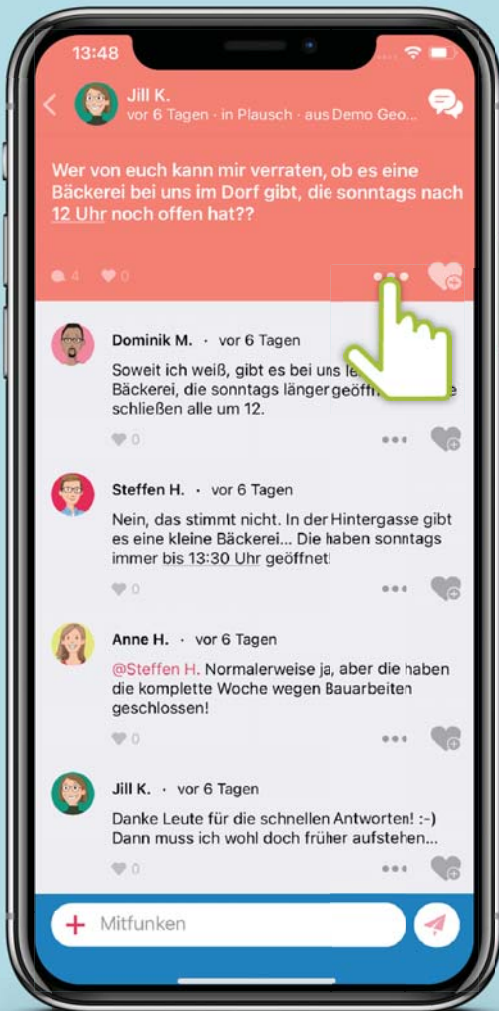 13:48
Jill K.
vor 6 Tagen · in Plausch · aus Demo Geo...
Wer von euch kann mir verraten, ob es eine
Bäckerei bei uns im Dorf gibt, die sonntags nach
12 Uhr noch offen hat??
4 0
Dominik M. · vor 6 Tagen
Soweit ich weiß, gibt es bei uns
Bäckerei, die sonntags länger
schließen alle um 12.
0
Steffen H. · vor 6 Tagen
Nein, das stimmt nicht. In der Hintergasse gibt
es eine kleine Bäckerei... Die haben sonntags
immer bis 13:30 Uhr geöffnet!
0
Anne H. · vor 6 Tagen
@Steffen H. Normalerweise ja, aber die haben
die komplette Woche wegen Bauarbeiten
geschlossen!
0
Jill K. · vor 6 Tagen
Danke Leute für die schnellen Antworten! :-)
Dann muss ich wohl doch früher aufstehen...
0
Mitfunken